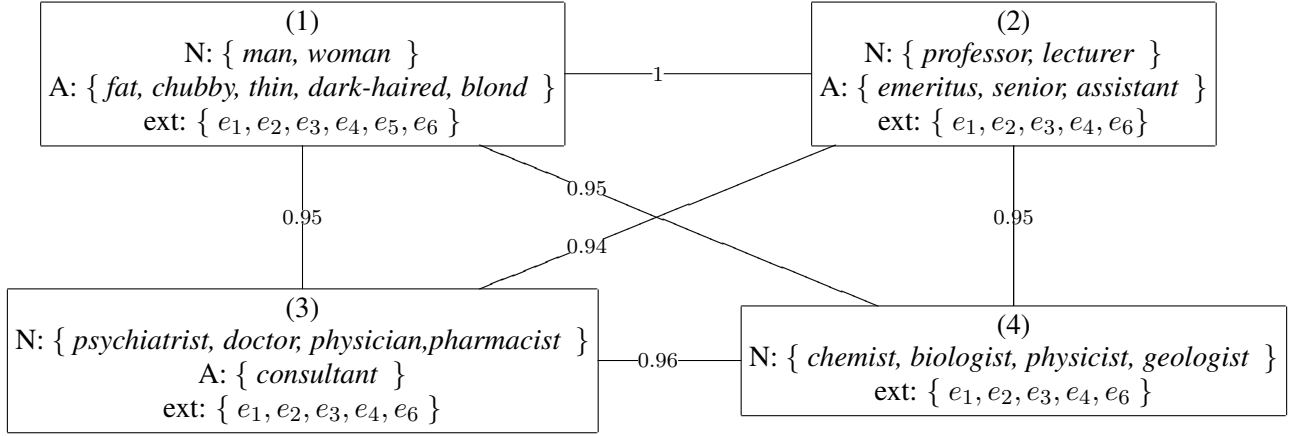 (1)
N: { man, woman }
A: { fat, chubby, thin, dark-haired, blond }
ext: { e1, e2, e3, e4, e5, e6 }
1
(2)
N: { professor, lecturer }
A: { emeritus, senior, assistant }
ext: { e1, e2, e3, e4, e6}
0.95
0.95
0.94
0.95
(3)
N: { psychiatrist, doctor, physician,pharmacist }
A: { consultant }
ext: { e1, e2, e3, e4, e6 }
0.96
(4)
N: { chemist, biologist, physicist, geologist }
ext: { e1, e2, e3, e4, e6 }